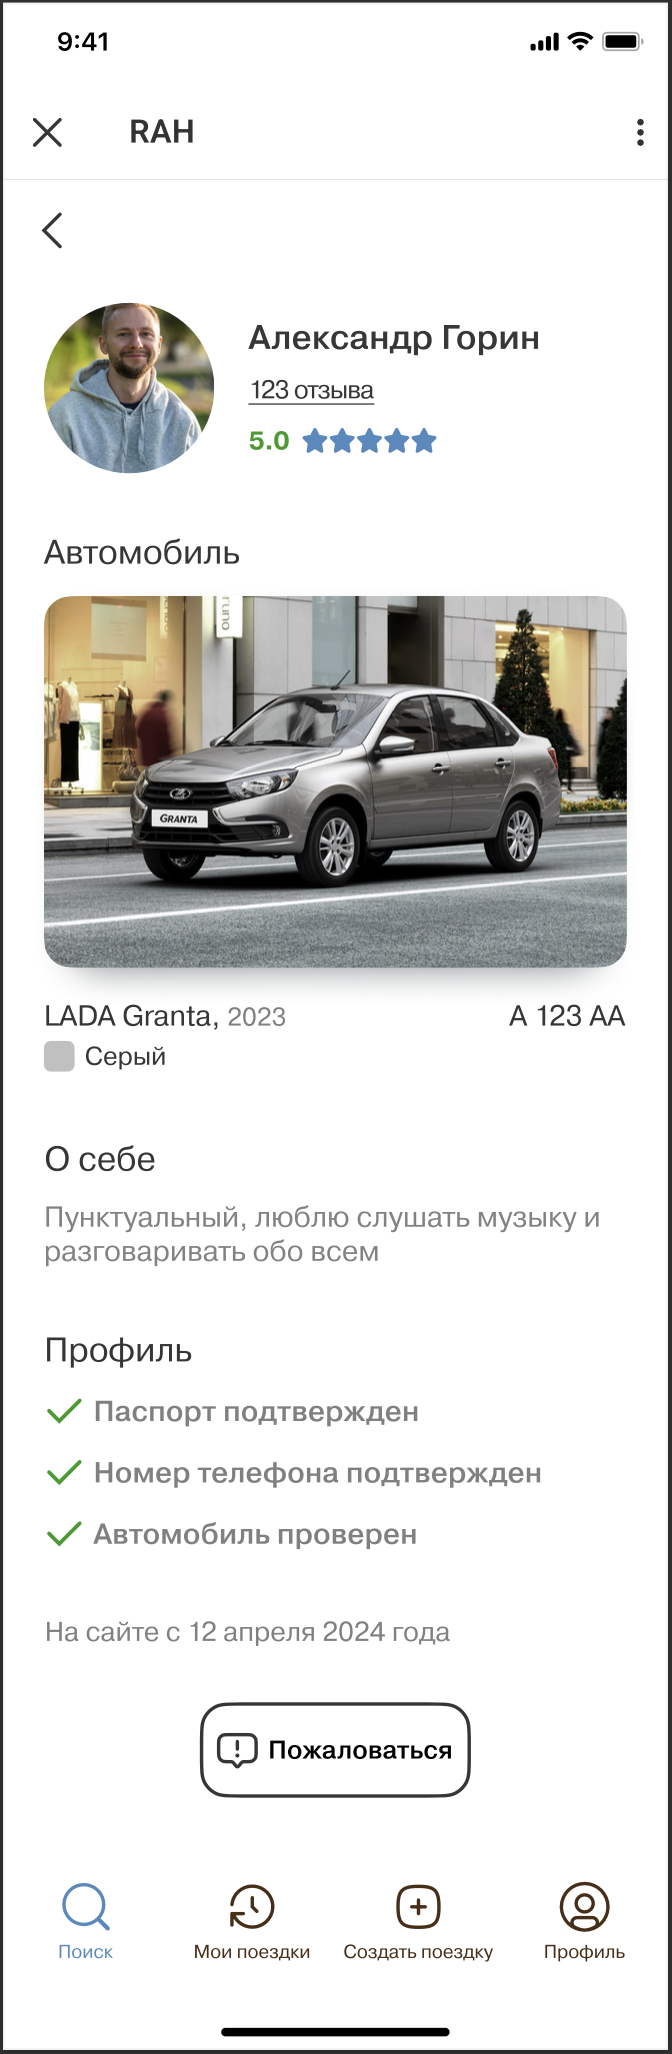 9:41
RAH
Александр Горин
123 отзыва
5.0
Автомобиль
runo
GRANTA
LADA Granta, 2023
А 123 АА
Серый
О себе
Пунктуальный, люблю слушать музыку и
разговаривать обо всем
Профиль
Паспорт подтвержден
Номер телефона подтвержден
Автомобиль проверен
На сайте с 12 апреля 2024 года
Пожаловаться
Поиск
Мои поездки
Создать поездку
Профиль